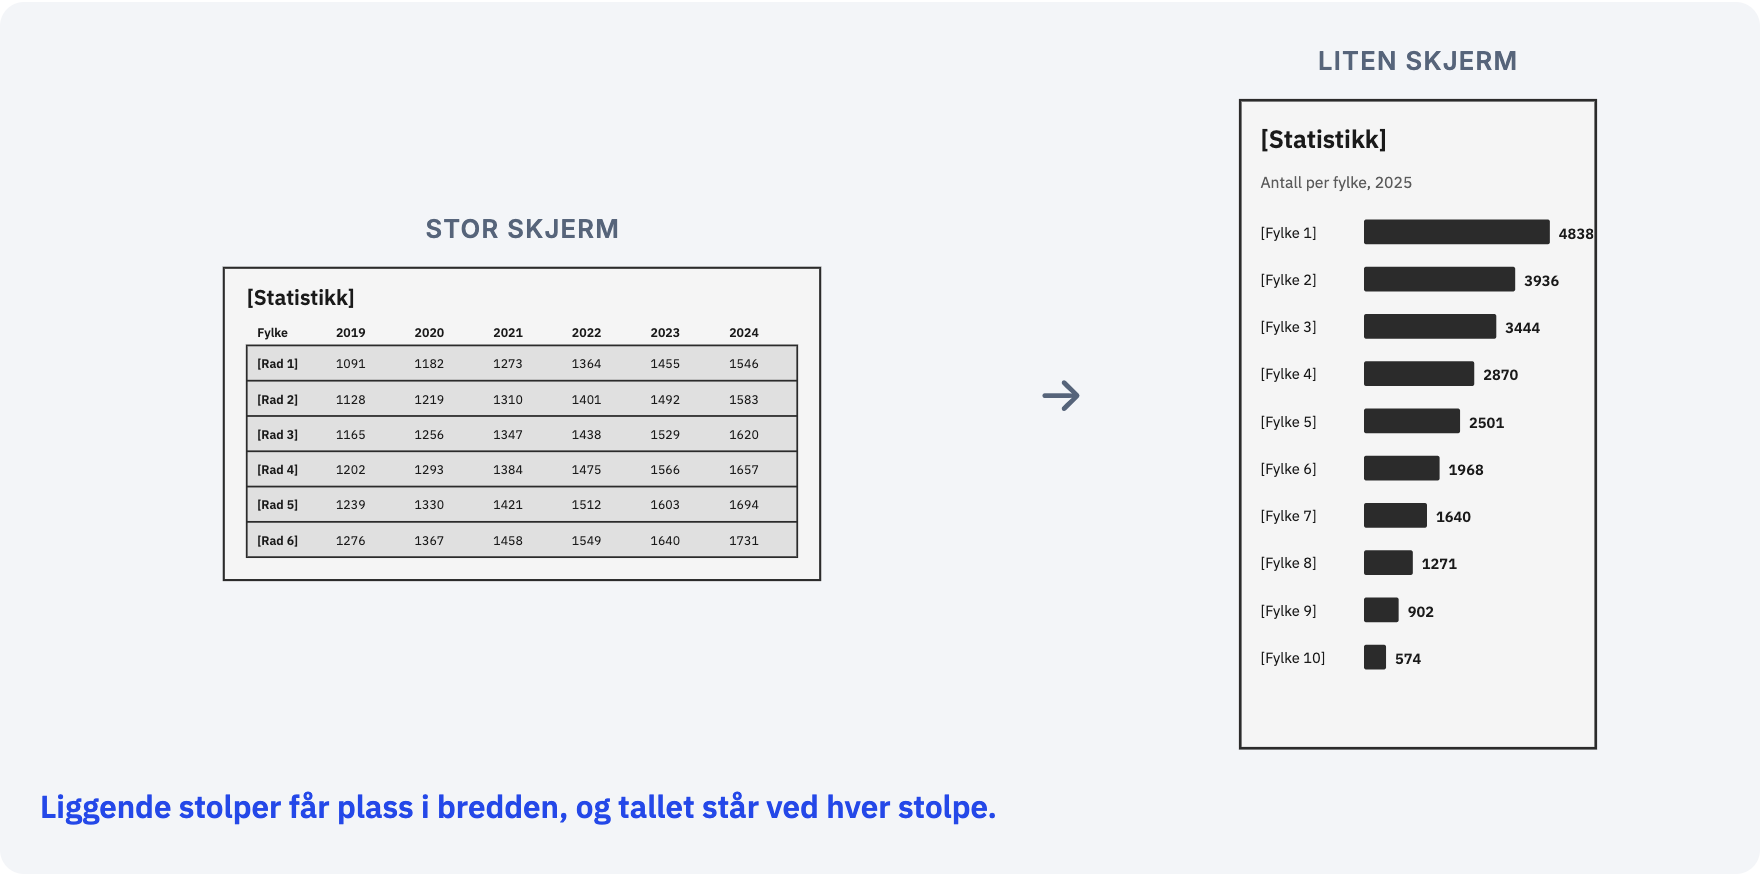 STOR SKJERM
[Statistikk]
Fylke 2019 2020 2021 2022 2023 2024
[Rad 1] 1091 1182 1273 1364 1455 1546
[Rad 2] 1128 1219 1310 1401 1492 1583
[Rad 3] 1165 1256 1347 1438 1529 1620
[Rad 4] 1202 1293 1384 1475 1566 1657
[Rad 5] 1239 1330 1421 1512 1603 1694
[Rad 6] 1276 1367 1458 1549 1640 1731
LITEN SKJERM
[Statistikk]
Antall per fylke, 2025
[Fylke 1] 4838
[Fylke 2] 3936
[Fylke 3] 3444
[Fylke 4] 2870
[Fylke 5] 2501
[Fylke 6] 1968
[Fylke 7] 1640
[Fylke 8] 1271
[Fylke 9] 902
[Fylke 10] 574
Liggende stolper får plass i bredden, og tallet står ved hver stolpe.